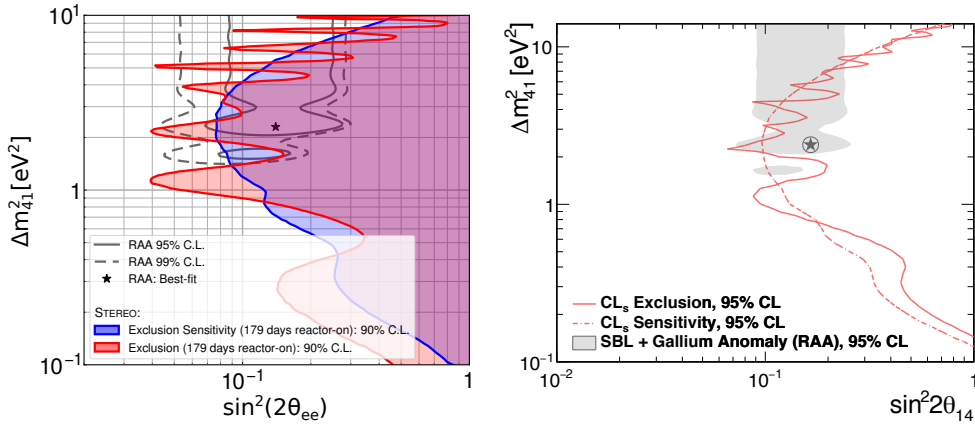 10¹
1
10⁻¹
Δm²₄₁ [eV²]
RAA 95% C.L.
RAA 99% C.L.
RAA: Best-fit
STEREO:
Exclusion Sensitivity (179 days reactor-on): 90% C.L.
Exclusion (179 days reactor-on): 90% C.L.
10⁻¹
1
sin²(2θee)
10
1
10⁻¹
Δm²₄₁ [eV²]
CLₛ Exclusion, 95% CL
CLₛ Sensitivity, 95% CL
SBL + Gallium Anomaly (RAA), 95% CL
10⁻²
10⁻¹
1
sin²2θ₁₄